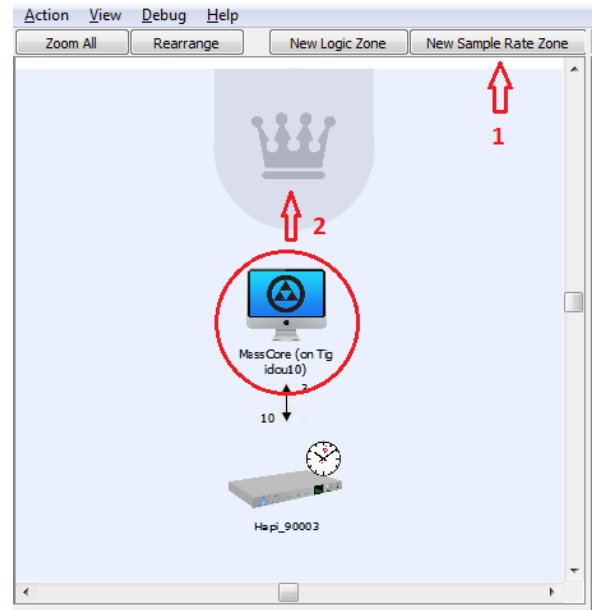 Action View Debug Help
Zoom All Rearrange New Logic Zone New Sample Rate Zone
1
2
MassCore (on Tig
idou10)
3
10
Hapi_90003